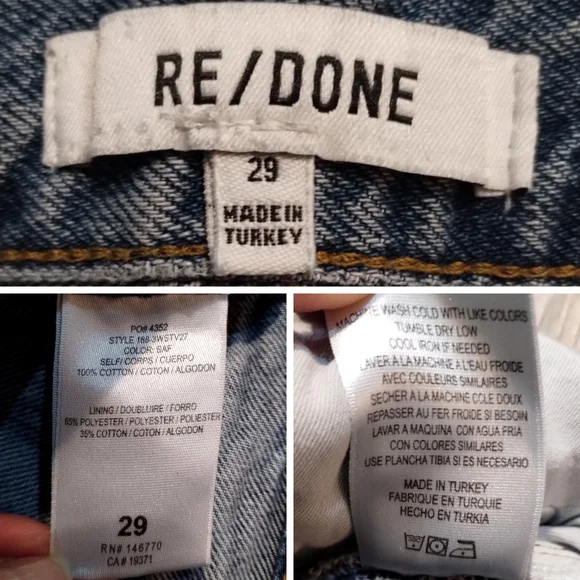 RE/DONE
29
MADE IN
TURKEY
PO# 4352
STYLE 188-3WSTV27
COLOR: BAF
SELF/ CORPS / CUERPO
100% COTTON / COTON / ALGODON
LINING / DOUBLUIRE / FORRO
65% POLYESTER / POLYESTER / POLIESTER
35% COTTON / COTON / ALGODON
29
RN# 146770
CA# 19371
MACHINE WASH COLD WITH LIKE COLORS
TUMBLE DRY LOW
COOL IRON IF NEEDED
LAVER A LA MACHINE A L'EAU FROIDE
AVEC COULEURS SIMILAIRES
SECHER A LA MACHINE CCLE DOUX
REPASSER AU FER FROIDE SI BESOIN
LAVAR A MAQUINA CON AGUA FRIA
CON COLORES SIMILARES
USE PLANCHA TIBIA SI ES NECESARIO
MADE IN TURKEY
FABRIQUE EN TURQUIE
HECHO EN TURKIA